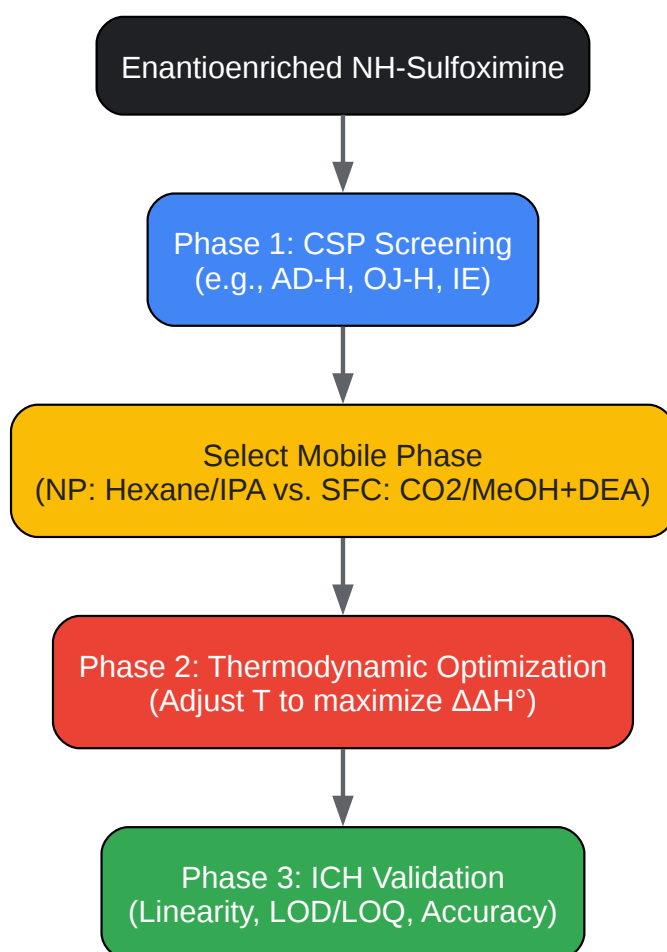 Enantioenriched NH-Sulfoximine
Phase 1: CSP Screening
(e.g., AD-H, OJ-H, IE)
Select Mobile Phase
(NP: Hexane/IPA vs. SFC: CO2/MeOH+DEA)
Phase 2: Thermodynamic Optimization
(Adjust T to maximize ΔΔH°)
Phase 3: ICH Validation
(Linearity, LOD/LOQ, Accuracy)